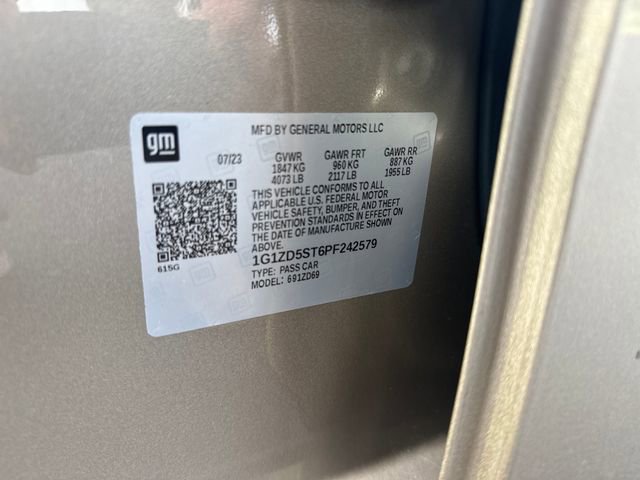 gm
MFD BY GENERAL MOTORS LLC
07/23 GVWR GAWR FRT GAWR RR
1847 KG 960 KG 887 KG
4073 LB 2117 LB 1955 LB
THIS VEHICLE CONFORMS TO ALL
APPLICABLE U.S. FEDERAL MOTOR
VEHICLE SAFETY, BUMPER, AND THEFT
PREVENTION STANDARDS IN EFFECT ON
THE DATE OF MANUFACTURE SHOWN
ABOVE.
615G
1G1ZD5ST6PF242579
TYPE: PASS CAR
MODEL: 691ZD69